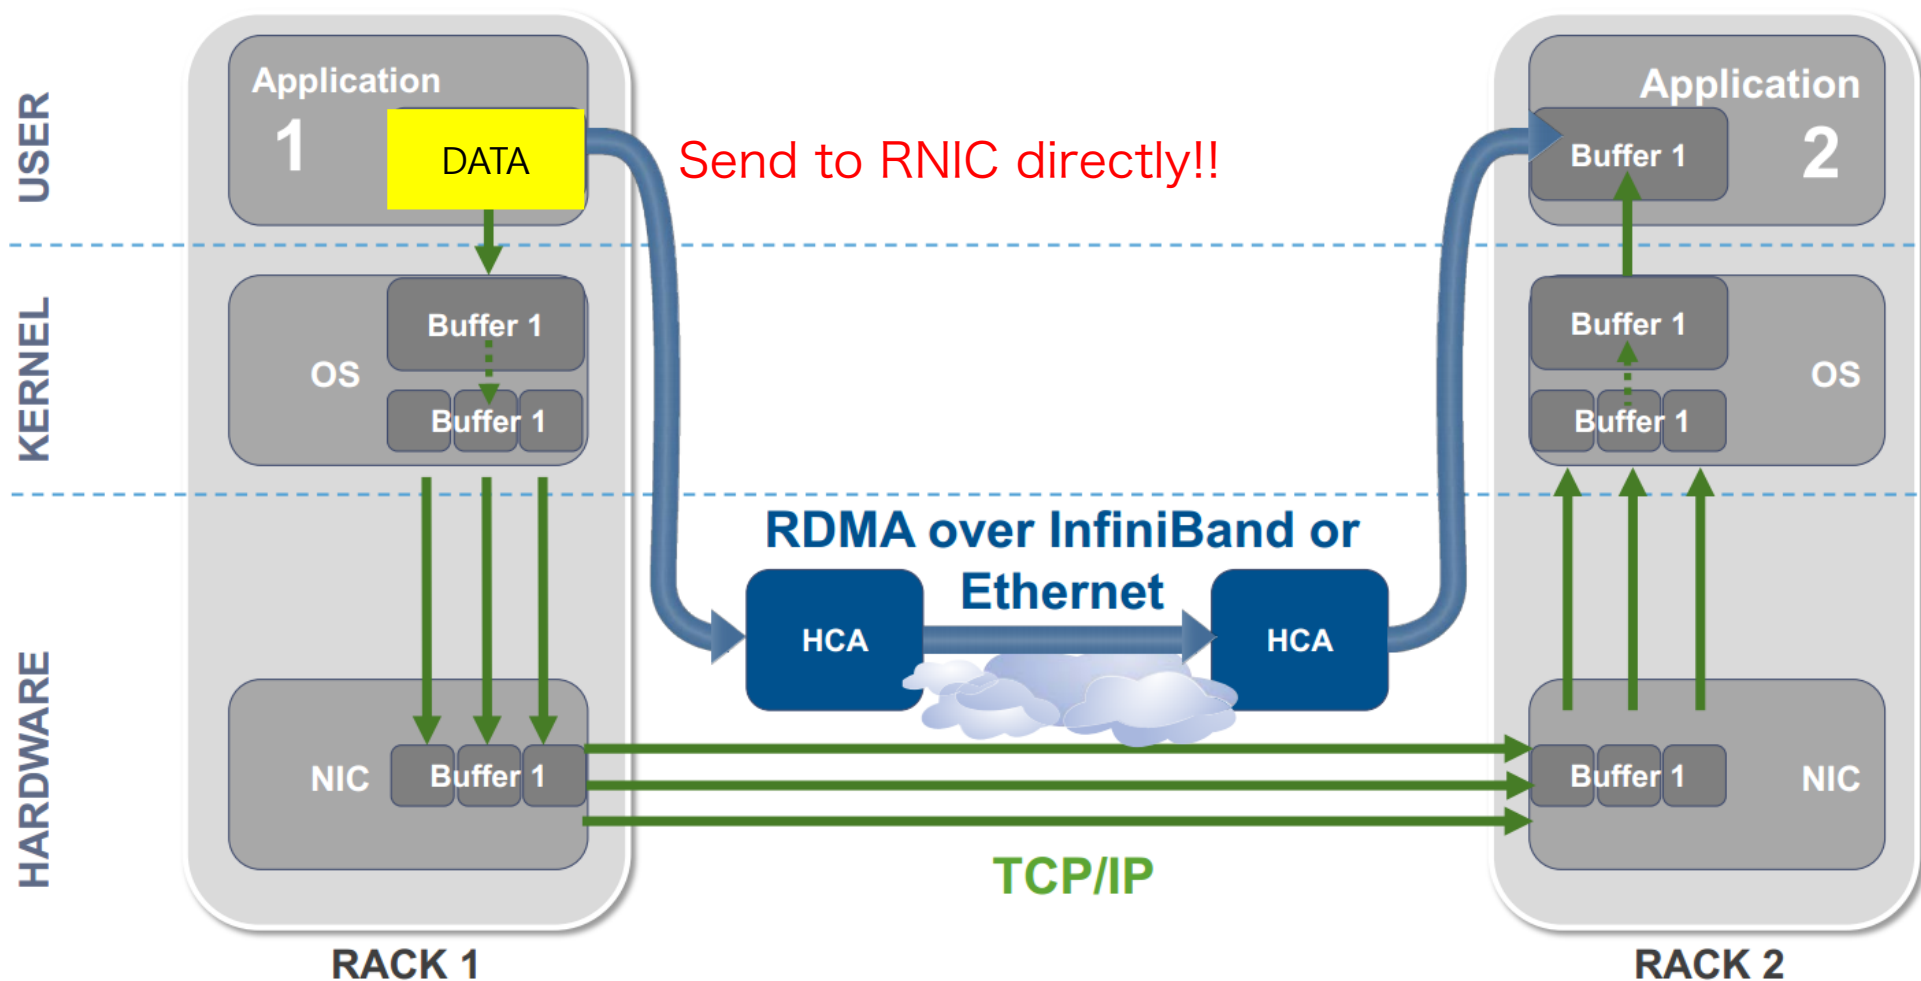 USER
KERNEL
HARDWARE
Application
1
DATA
Send to RNIC directly!!
Application
2
Buffer 1
OS
Buffer 1
Buffer 1
Buffer 1
Buffer 1
OS
RDMA over InfiniBand or
Ethernet
HCA
HCA
NIC
Buffer 1
Buffer 1
NIC
TCP/IP
RACK 1
RACK 2